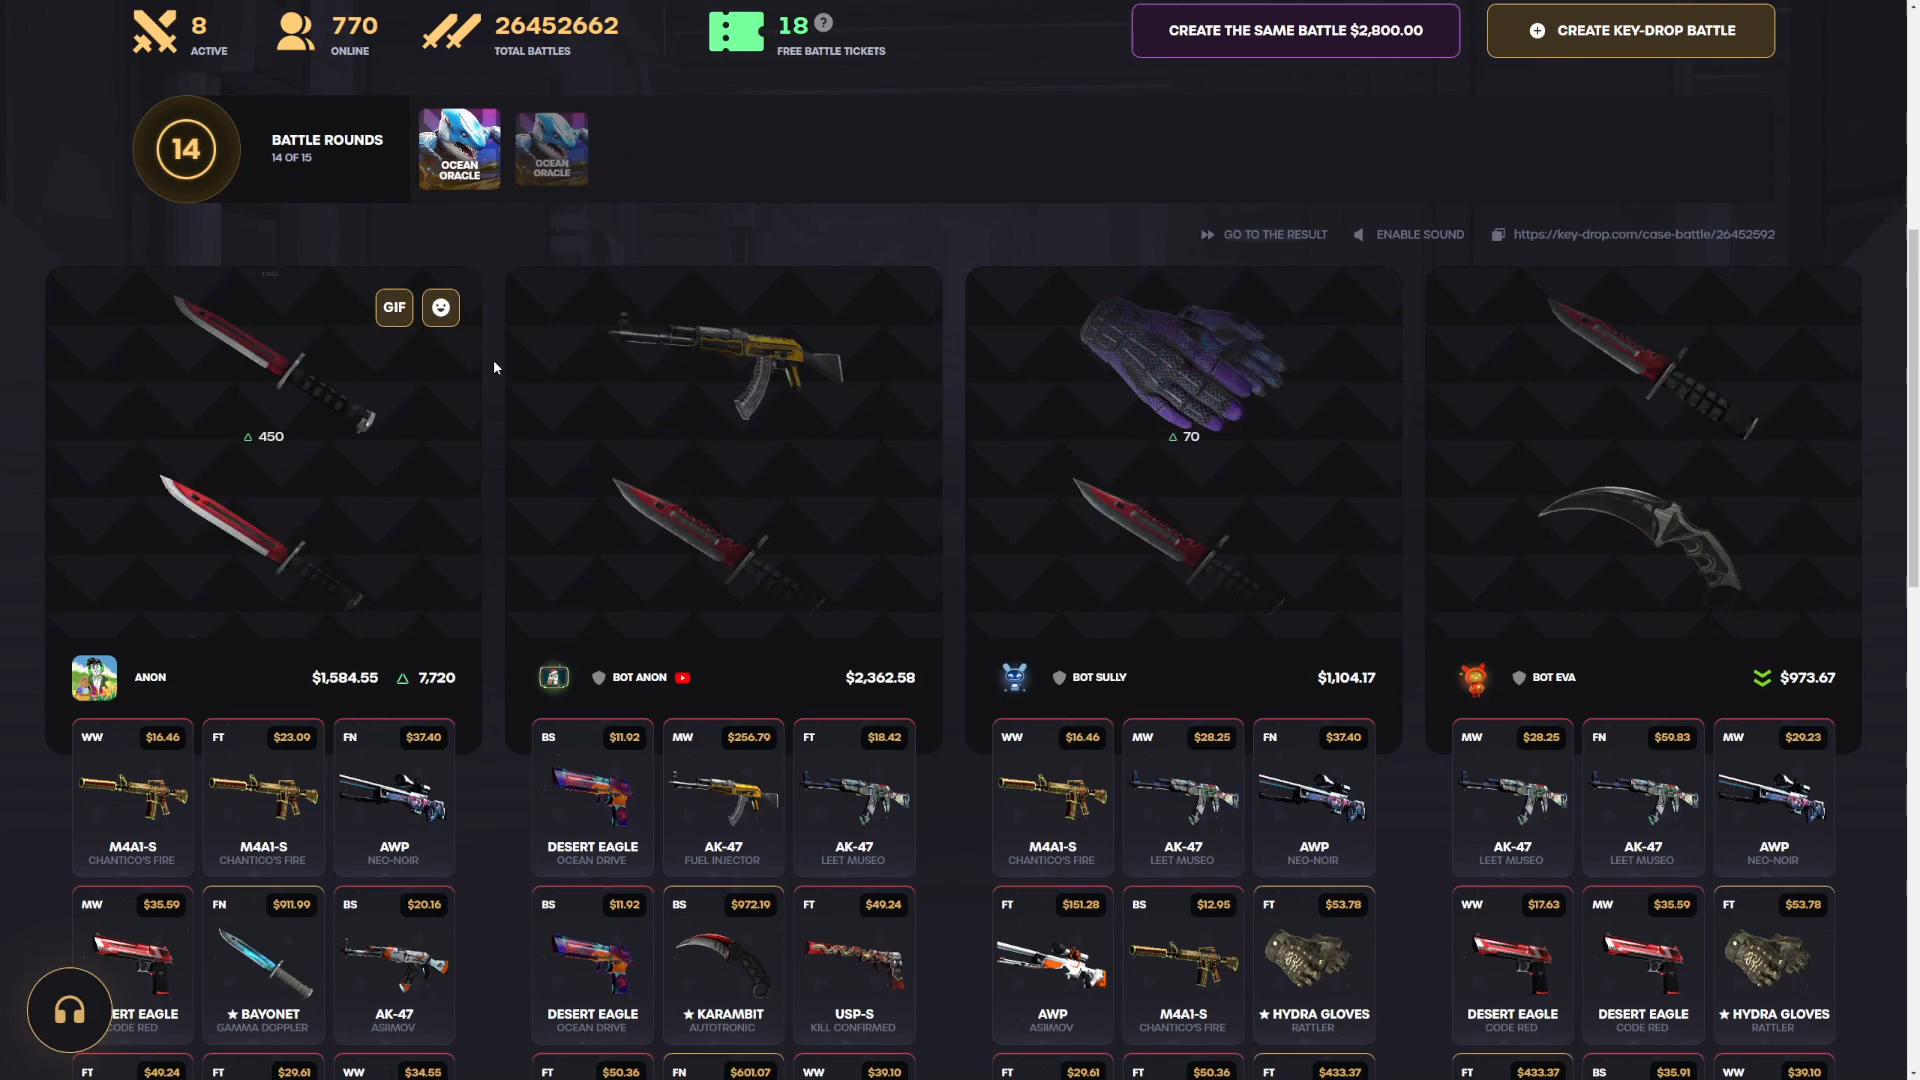 8
ACTIVE
770
ONLINE
26452662
TOTAL BATTLES
18 ?
FREE BATTLE TICKETS
CREATE THE SAME BATTLE $2,800.00
CREATE KEY-DROP BATTLE
14
BATTLE ROUNDS
14 OF 15
OCEAN
ORACLE
OCEAN
ORACLE
GO TO THE RESULT
ENABLE SOUND
https://key-drop.com/case-battle/26452592
GIF
450
70
ANON $1,584.55 7,720
BOT ANON $2,362.58
BOT SULLY $1,104.17
BOT EVA $973.67
WW $16.46
M4A1-S
CHANTICO'S FIRE
FT $23.09
M4A1-S
CHANTICO'S FIRE
FN $37.40
AWP
NEO-NOIR
BS $11.92
DESERT EAGLE
OCEAN DRIVE
MW $256.79
AK-47
FUEL INJECTOR
FT $18.42
AK-47
LEET MUSEO
WW $16.46
M4A1-S
CHANTICO'S FIRE
MW $28.25
AK-47
LEET MUSEO
FN $37.40
AWP
NEO-NOIR
MW $28.25
AK-47
LEET MUSEO
FN $59.83
AK-47
LEET MUSEO
MW $29.23
AWP
NEO-NOIR
MW $35.59
ERT EAGLE
CODE RED
FN $911.99
★ BAYONET
GAMMA DOPPLER
BS $20.16
AK-47
ASIIMOV
BS $11.92
DESERT EAGLE
OCEAN DRIVE
BS $972.19
★ KARAMBIT
AUTOTRONIC
FT $49.24
USP-S
KILL CONFIRMED
FT $151.28
AWP
ASIIMOV
BS $12.95
M4A1-S
CHANTICO'S FIRE
FT $53.78
★ HYDRA GLOVES
RATTLER
WW $17.63
DESERT EAGLE
CODE RED
MW $35.59
DESERT EAGLE
CODE RED
FT $53.78
★ HYDRA GLOVES
RATTLER
FT $49.24
FT $29.61
WW $34.55
FT $50.36
FN $601.07
WW $39.10
FT $29.61
FT $50.36
FT $433.37
FT $433.37
BS $35.91
WW $39.10